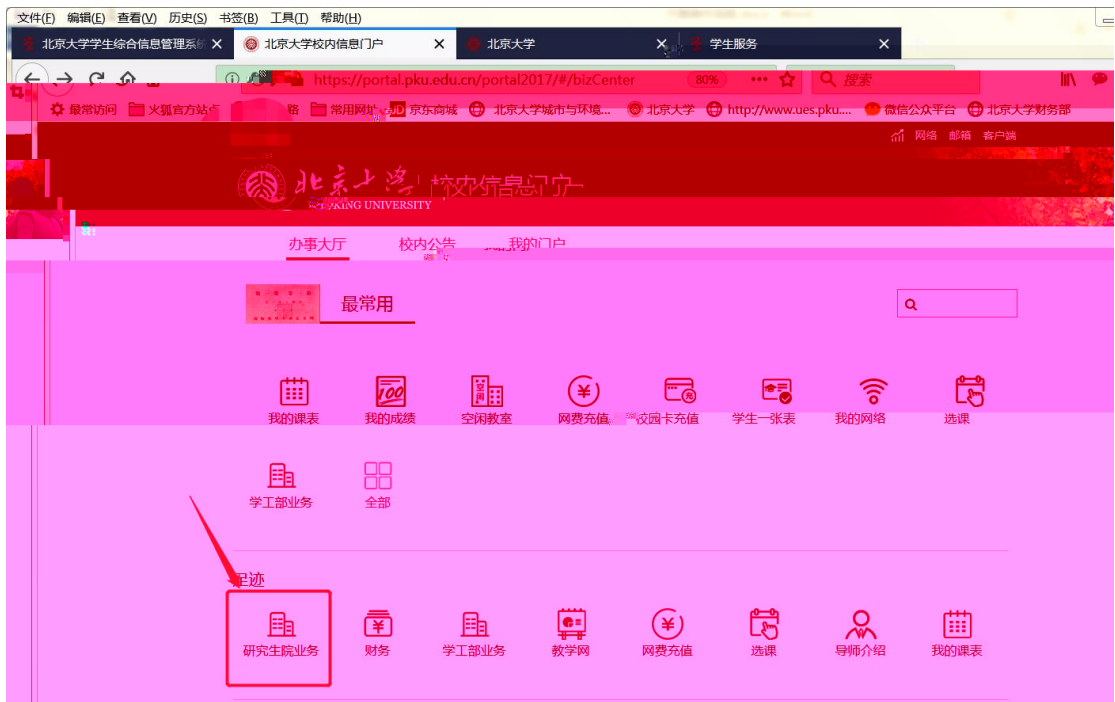 文件(F) 编辑(E) 查看(V) 历史(S) 书签(B) 工具(T) 帮助(H)
北京大学学生综合信息管理系统 × 北京大学校内信息门户 × 北京大学 × 学生服务 ×
https://portal.pku.edu.cn/portal2017/#/bizCenter 80% ··· 搜索
最常访问 火狐官方站点 常用网址 JD 京东商城 北京大学城市与环境... 北京大学 http://www.ues.pku.... 微信公众平台 北京大学财务部
网络 邮箱 客户端
北京大学 校内信息门户
PEKING UNIVERSITY
办事大厅 校内公告 我的门户
最常用
我的课表 我的成绩 空闲教室 网费充值 校园卡充值 学生一张表 我的网络 选课
学工部业务 全部
足迹
研究生院业务 财务 学工部业务 教学网 网费充值 选课 导师介绍 我的课表